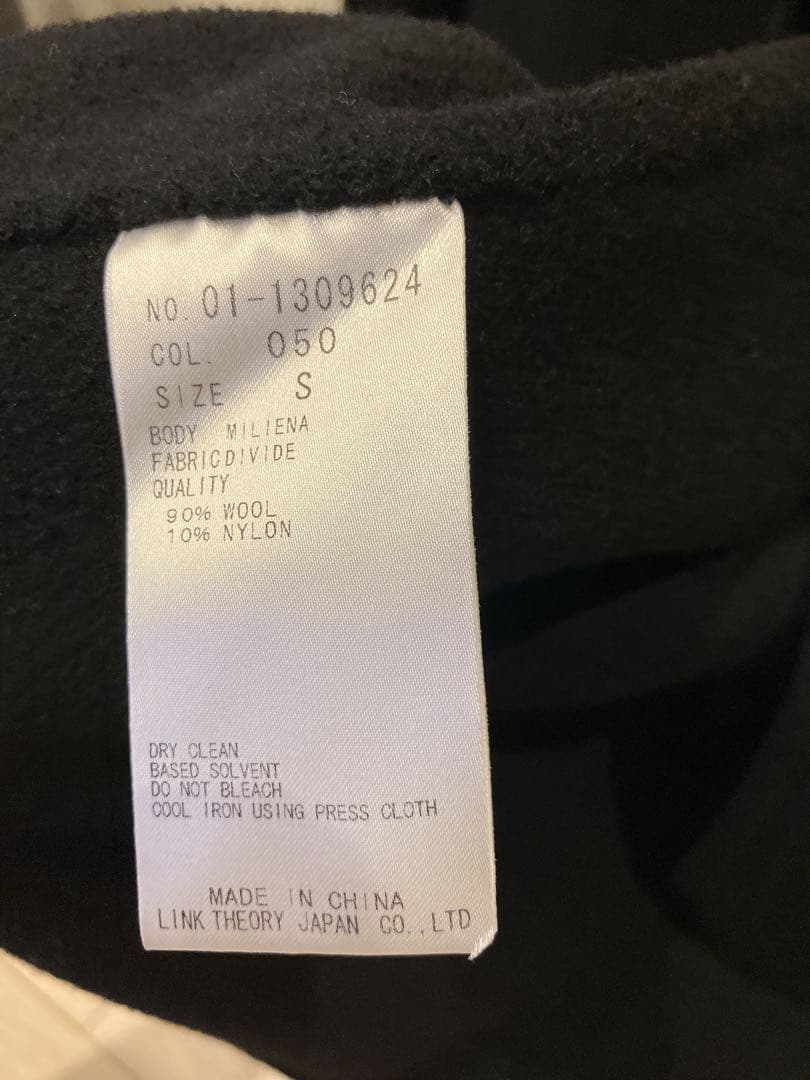 NO. 01-1309624
COL. 050
SIZE S
BODY MILIENA
FABRICDIVIDE
QUALITY
90% WOOL
10% NYLON
DRY CLEAN
BASED SOLVENT
DO NOT BLEACH
COOL IRON USING PRESS CLOTH
MADE IN CHINA
LINK THEORY JAPAN CO.,LTD